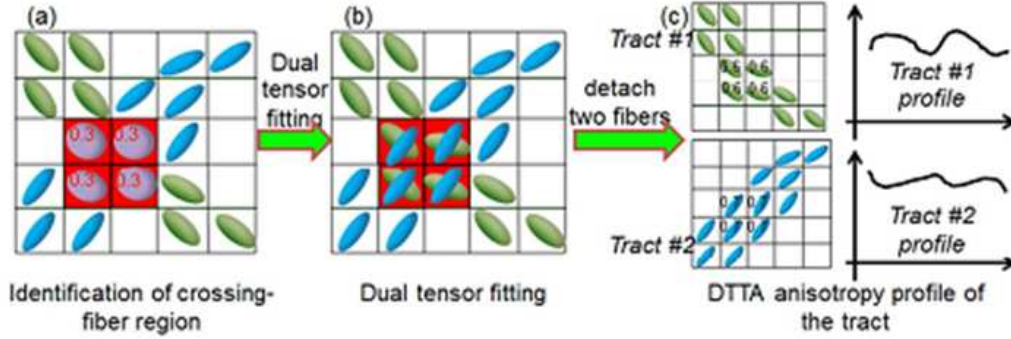 (a)
0.3 0.3
0.3 0.3
Identification of crossing-
fiber region
Dual
tensor
fitting
(b)
Dual tensor fitting
detach
two fibers
(c)
Tract #1
0.6 0.6
0.6 0.6
Tract #1
profile
Tract #2
Tract #2
profile
DTTA anisotropy profile of
the tract